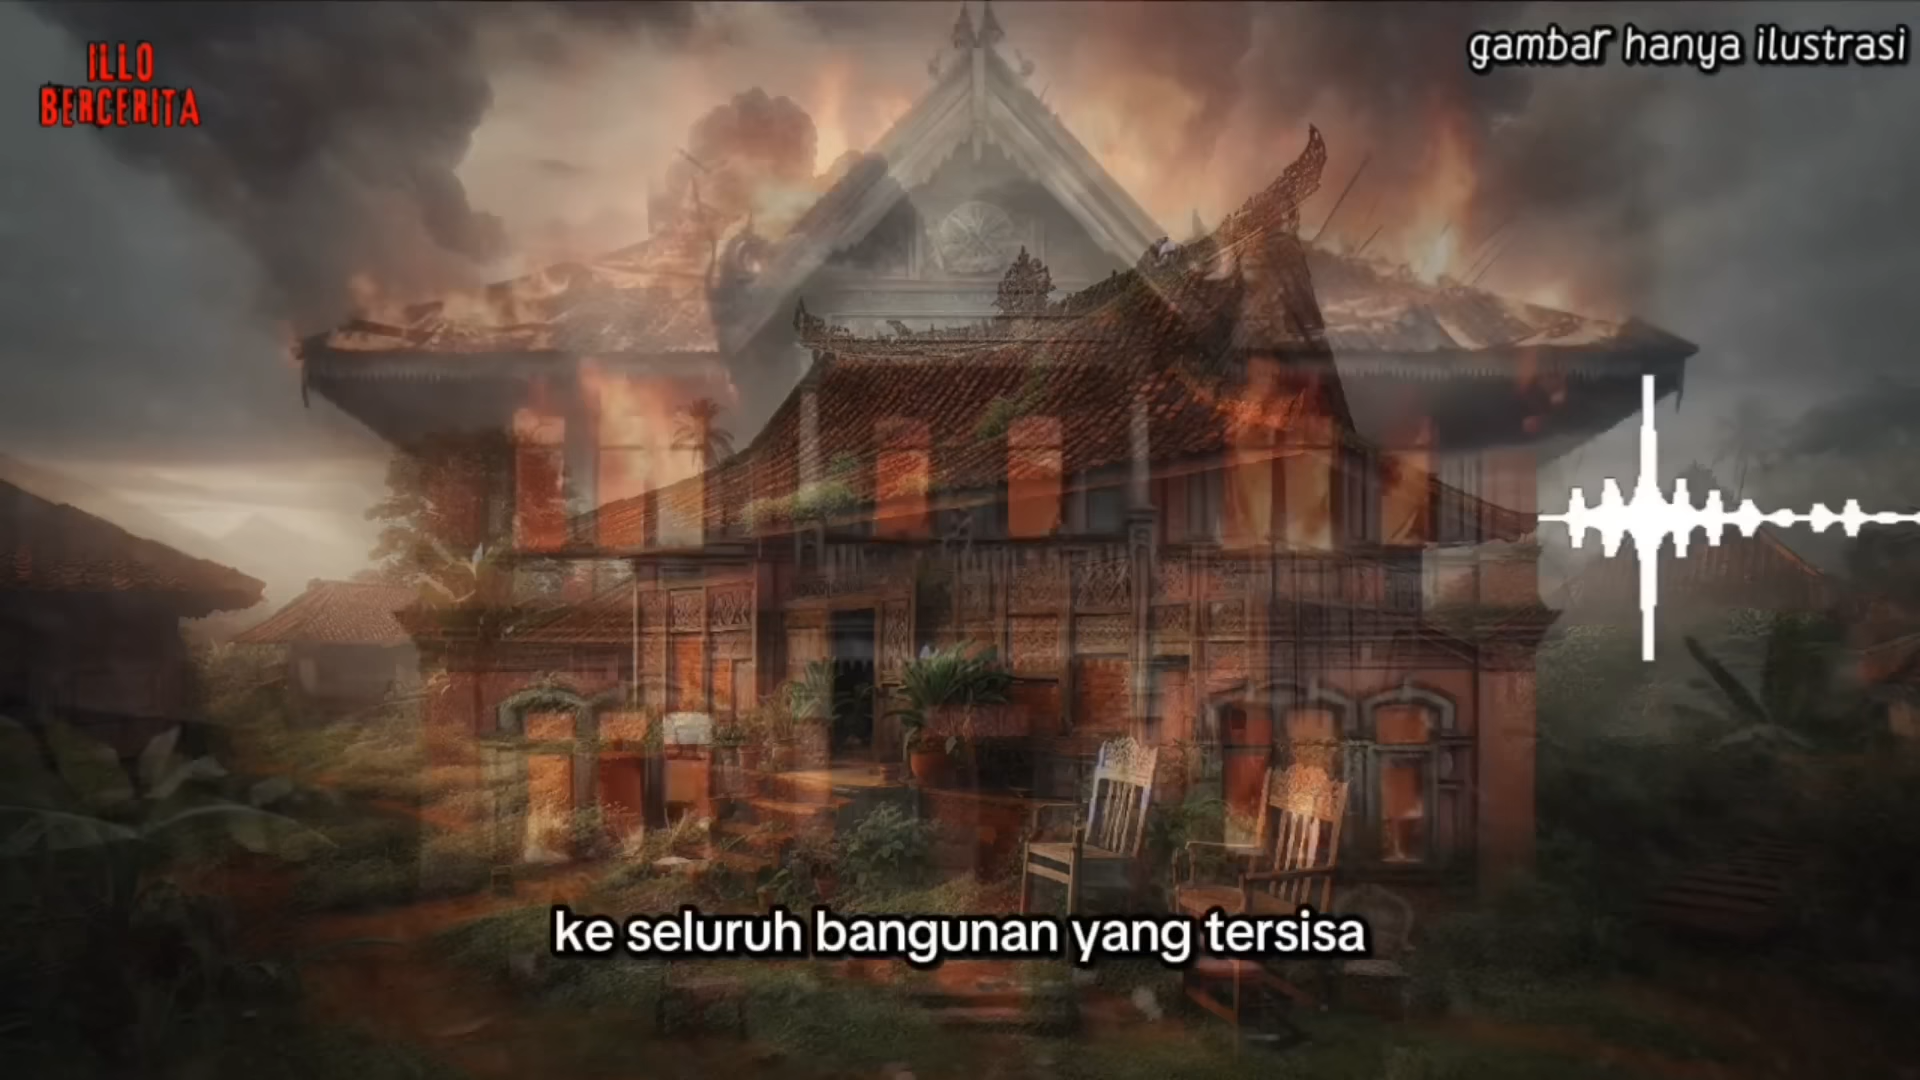 ILLO
BERCERITA
gambar hanya ilustrasi
ke seluruh bangunan yang tersisa